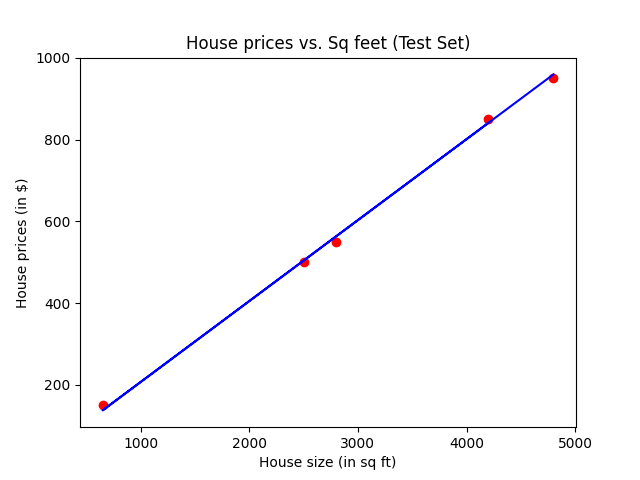 House prices vs. Sq feet (Test Set)
1000
800
600
400
200
House prices (in $)
1000 2000 3000 4000 5000
House size (in sq ft)